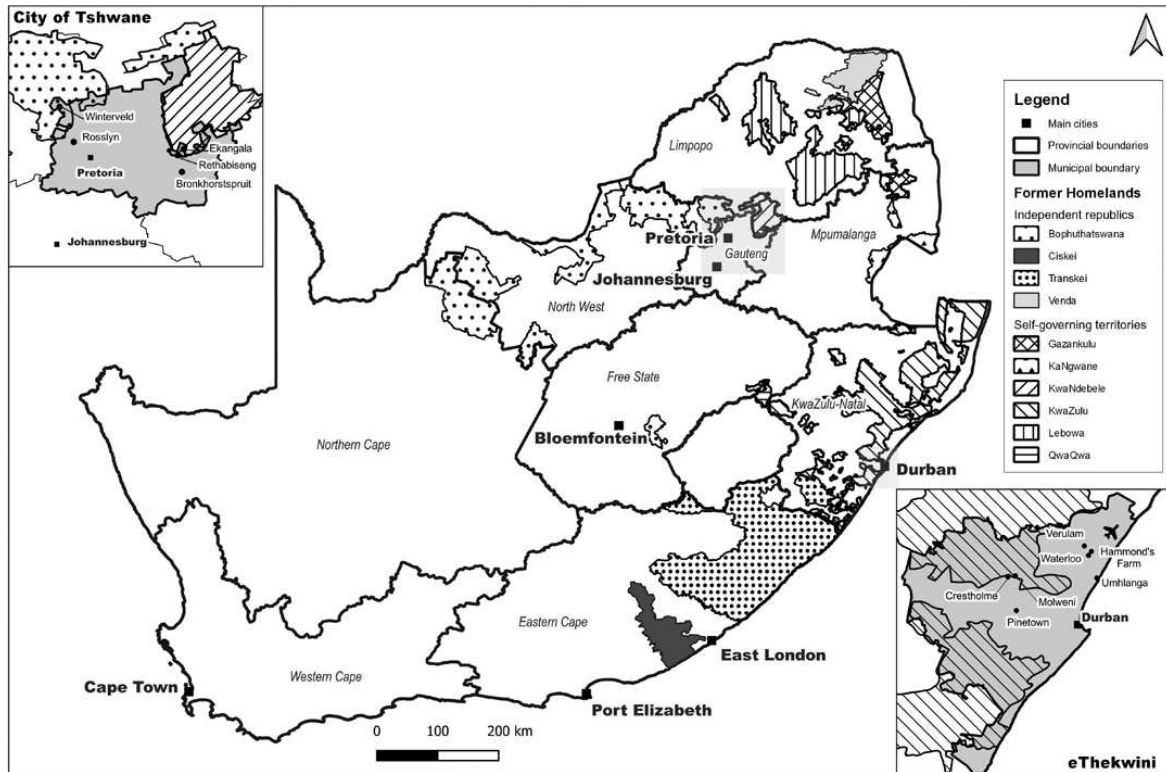 City of Tshwane
Winterveld
Rosslyn
Ekangala
Rethabiseng
Pretoria
Bronkhorstspruit
Johannesburg
Limpopo
Pretoria
Mpumalanga
Gauteng
Johannesburg
North West
Free State
KwaZulu-Natal
Northern Cape
Bloemfontein
Durban
Eastern Cape
East London
Western Cape
Cape Town
Port Elizabeth
0 100 200 km
Legend
Main cities
Provincial boundaries
Municipal boundary
Former Homelands
Independent republics
Bophuthatswana
Ciskei
Transkei
Venda
Self-governing territories
Gazankulu
KaNgwane
KwaNdebele
KwaZulu
Lebowa
QwaQwa
Verulam
Waterloo
Hammond's
Farm
Umhlanga
Crestholme
Molweni
Pinetown
Durban
eThekwini